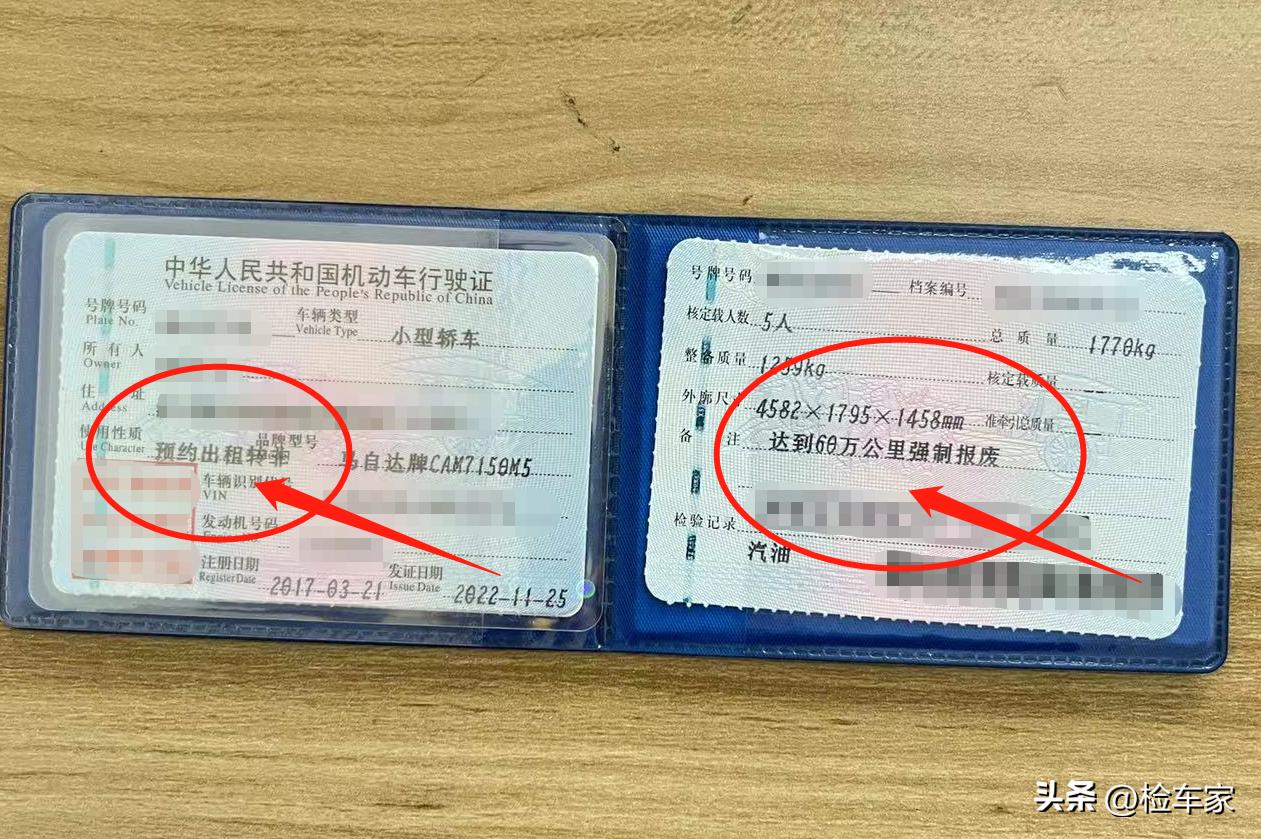 中华人民共和国机动车行驶证
Vehicle License of the People's Republic of China
号牌号码
Plate No.
车辆类型 小型轿车
Vehicle Type
所有人
Owner
住址
Address
使用性质 预约出租转非
Use Character
品牌型号 马自达牌CAM7150M5
车辆识别代号
VIN
发动机号码
注册日期 2017-03-21
Register Date
发证日期 2022-11-25
Issue Date
号牌号码 档案编号
核定载人数 5人 总质量 1770kg
整备质量 1259kg 核定载质量
外廓尺寸 4582×1795×1458mm 准牵引总质量
备注 达到60万公里强制报废
检验记录
汽油
头条 @检车家